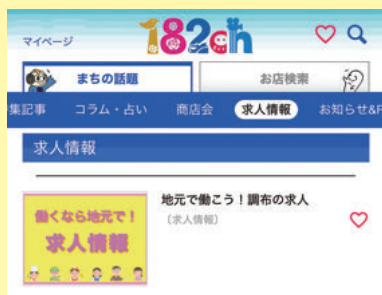 マイページ
182ch
まちの話題
お店検索
集記事 コラム・占い 商店会 求人情報 お知らせ&F
求人情報
働くなら地元で!
求人情報
地元で働こう！調布の求人
〔求人情報〕